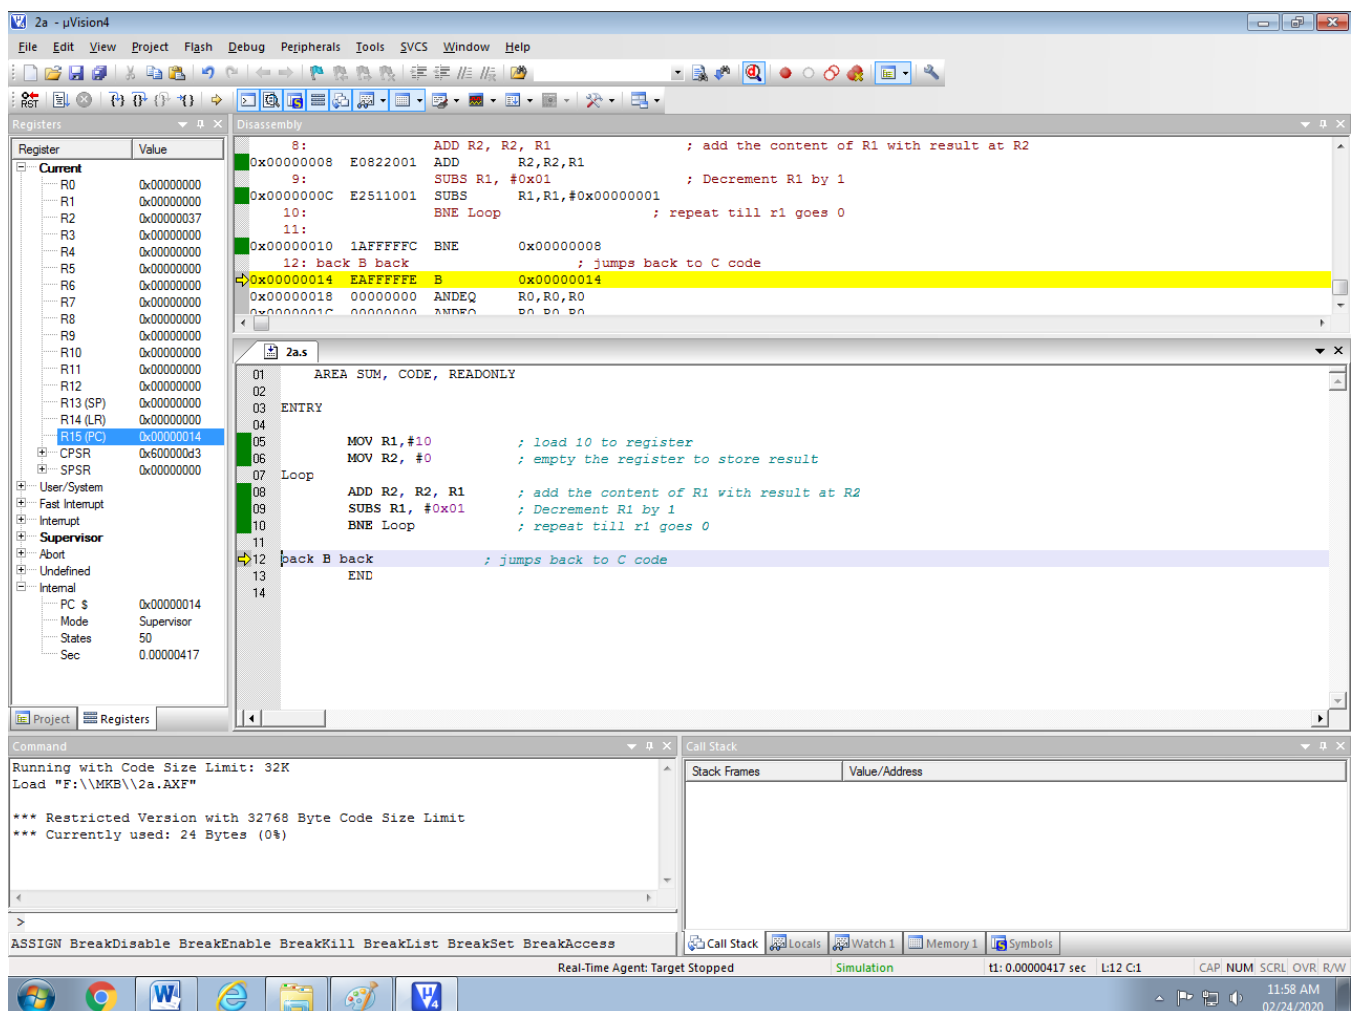 2a - µVision4
File Edit View Project Flash Debug Peripherals Tools SVCS Window Help
Registers
Register Value
Current
R0 0x00000000
R1 0x00000000
R2 0x00000037
R3 0x00000000
R4 0x00000000
R5 0x00000000
R6 0x00000000
R7 0x00000000
R8 0x00000000
R9 0x00000000
R10 0x00000000
R11 0x00000000
R12 0x00000000
R13 (SP) 0x00000000
R14 (LR) 0x00000000
R15 (PC) 0x00000014
CPSR 0x600000d3
SPSR 0x00000000
User/System
Fast Interrupt
Interrupt
Supervisor
Abort
Undefined
Internal
PC $ 0x00000014
Mode Supervisor
States 50
Sec 0.00000417
Project Registers
Disassembly
8: ADD R2, R2, R1 ; add the content of R1 with result at R2
0x00000008 E0822001 ADD R2,R2,R1
9: SUBS R1, #0x01 ; Decrement R1 by 1
0x0000000C E2511001 SUBS R1,R1,#0x00000001
10: BNE Loop ; repeat till r1 goes 0
11:
0x00000010 1AFFFFFC BNE 0x00000008
12: back B back ; jumps back to C code
0x00000014 EAFFFFFE B 0x00000014
0x00000018 00000000 ANDEQ R0,R0,R0
0x0000001C 00000000 ANDEQ R0,R0,R0
2a.s
01 AREA SUM, CODE, READONLY
02
03 ENTRY
04
05 MOV R1,#10 ; load 10 to register
06 MOV R2, #0 ; empty the register to store result
07 Loop
08 ADD R2, R2, R1 ; add the content of R1 with result at R2
09 SUBS R1, #0x01 ; Decrement R1 by 1
10 BNE Loop ; repeat till r1 goes 0
11
12 back B back ; jumps back to C code
13 END
14
Command
Running with Code Size Limit: 32K
Load "F:\\MKB\\2a.AXF"
*** Restricted Version with 32768 Byte Code Size Limit
*** Currently used: 24 Bytes (0%)
>
ASSIGN BreakDisable BreakEnable BreakKill BreakList BreakSet BreakAccess
Call Stack
Stack Frames Value/Address
Call Stack Locals Watch 1 Memory 1 Symbols
Real-Time Agent: Target Stopped Simulation t1: 0.00000417 sec L:12 C:1 CAP NUM SCRL OVR R/W
11:58 AM
02/24/2020